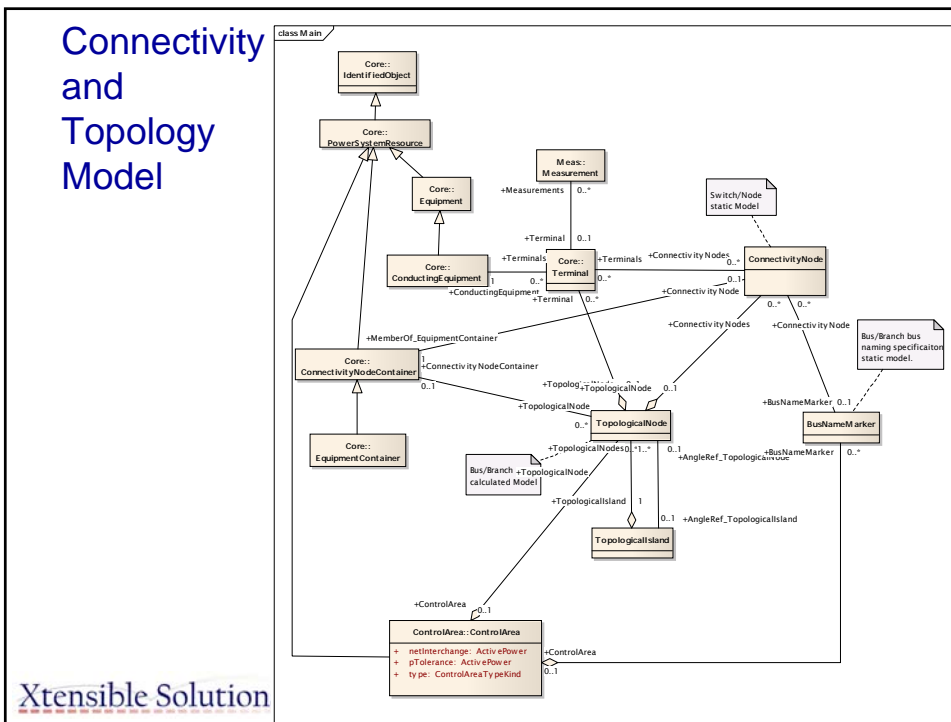 Connectivity
and
Topology
Model
class Main
Core::
IdentifiedObject
Core::
PowerSystemResource
Core::
Equipment
Meas::
Measurement
+Measurements
0..*
Switch/Node
static Model
+Terminal
0..1
Core::
ConductingEquipment
1
+ConductingEquipment
+Terminals
0..*
Core::
Terminal
+Terminals
0..*
+Connectivity Nodes
0..*
ConnectivityNode
0..1
+Connectivity Node
+Terminal
0..*
+Connectivity Nodes
0..*
0..*
+Connectivity Node
Bus/Branch bus
naming specificaiton
static model.
+MemberOf_EquipmentContainer
1
Core::
ConnectivityNodeContainer
+Connectivity NodeContainer
0..1
+TopologicalNode
+TopologicalNode
0..1
+TopologicalNode
0..*
TopologicalNode
+BusNameMarker
0..1
BusNameMarker
Core::
EquipmentContainer
Bus/Branch
calculated Model
+TopologicalNode
+TopologicalNodes
0..*
1..*
0..1
+AngleRef_TopologicalNode
+BusNameMarker
0..*
+TopologicalIsland
1
0..1
+AngleRef_TopologicalIsland
TopologicalIsland
+ControlArea
0..1
ControlArea::ControlArea
+ netInterchange: ActivePower
+ pTolerance: ActivePower
+ type: ControlAreaTypeKind
+ControlArea
0..1
Xtensible Solution